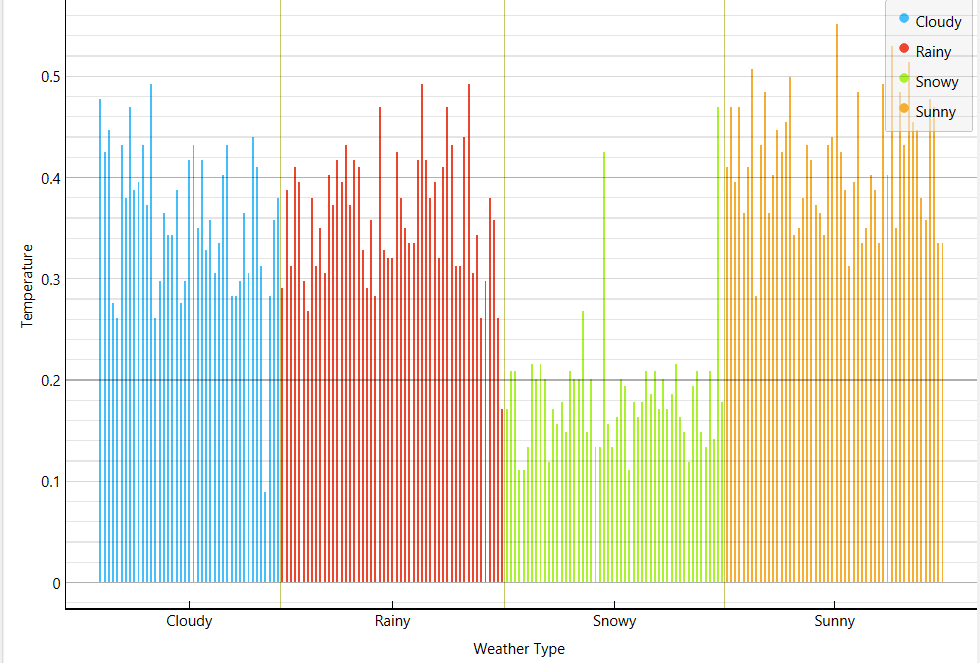 Cloudy
Rainy
Snowy
Sunny
0.5
0.4
0.3
0.2
0.1
0
Temperature
Cloudy
Rainy
Snowy
Sunny
Weather Type